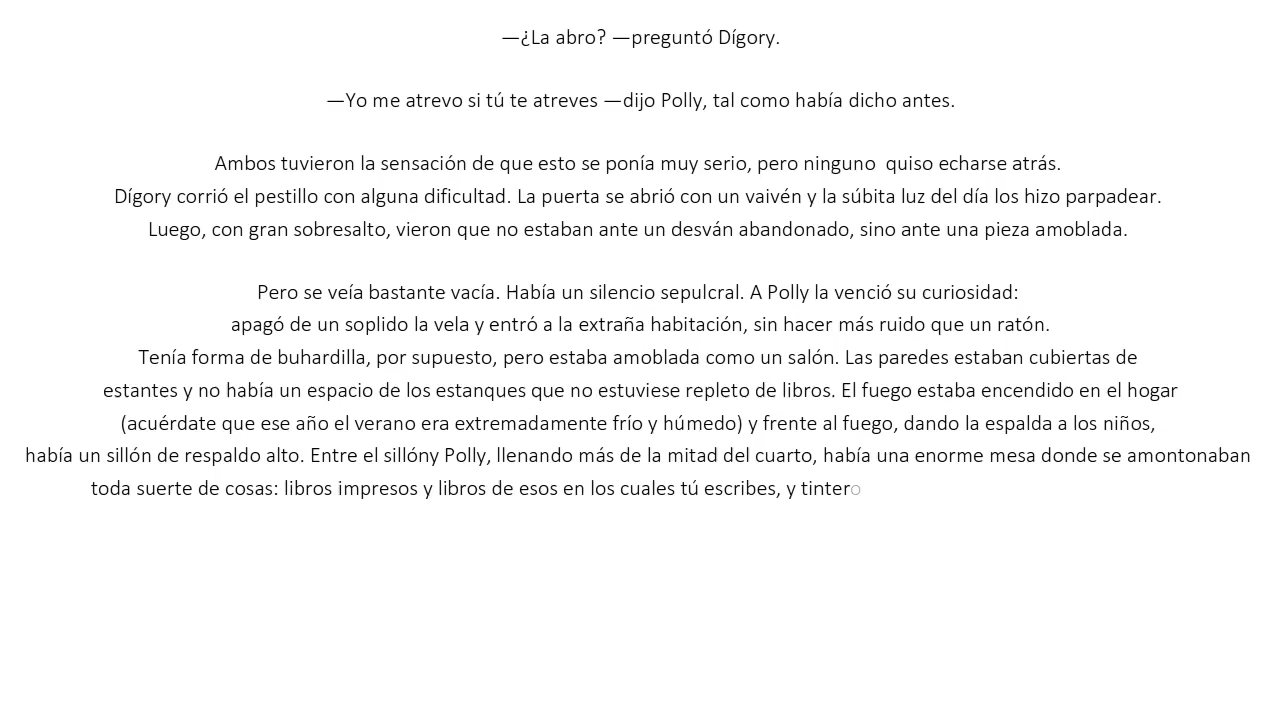 —¿La abro? —preguntó Dígory.
—Yo me atrevo si tú te atreves —dijo Polly, tal como había dicho antes.
Ambos tuvieron la sensación de que esto se ponía muy serio, pero ninguno  quiso echarse atrás.
Dígory corrió el pestillo con alguna dificultad. La puerta se abrió con un vaivén y la súbita luz del día los hizo parpadear.
Luego, con gran sobresalto, vieron que no estaban ante un desván abandonado, sino ante una pieza amoblada.
Pero se veía bastante vacía. Había un silencio sepulcral. A Polly la venció su curiosidad:
apagó de un soplido la vela y entró a la extraña habitación, sin hacer más ruido que un ratón.
Tenía forma de buhardilla, por supuesto, pero estaba amoblada como un salón. Las paredes estaban cubiertas de
estantes y no había un espacio de los estanques que no estuviese repleto de libros. El fuego estaba encendido en el hogar
(acuérdate que ese año el verano era extremadamente frío y húmedo) y frente al fuego, dando la espalda a los niños,
había un sillón de respaldo alto. Entre el sillóny Polly, llenando más de la mitad del cuarto, había una enorme mesa donde se amontonaban
toda suerte de cosas: libros impresos y libros de esos en los cuales tú escribes, y tintero